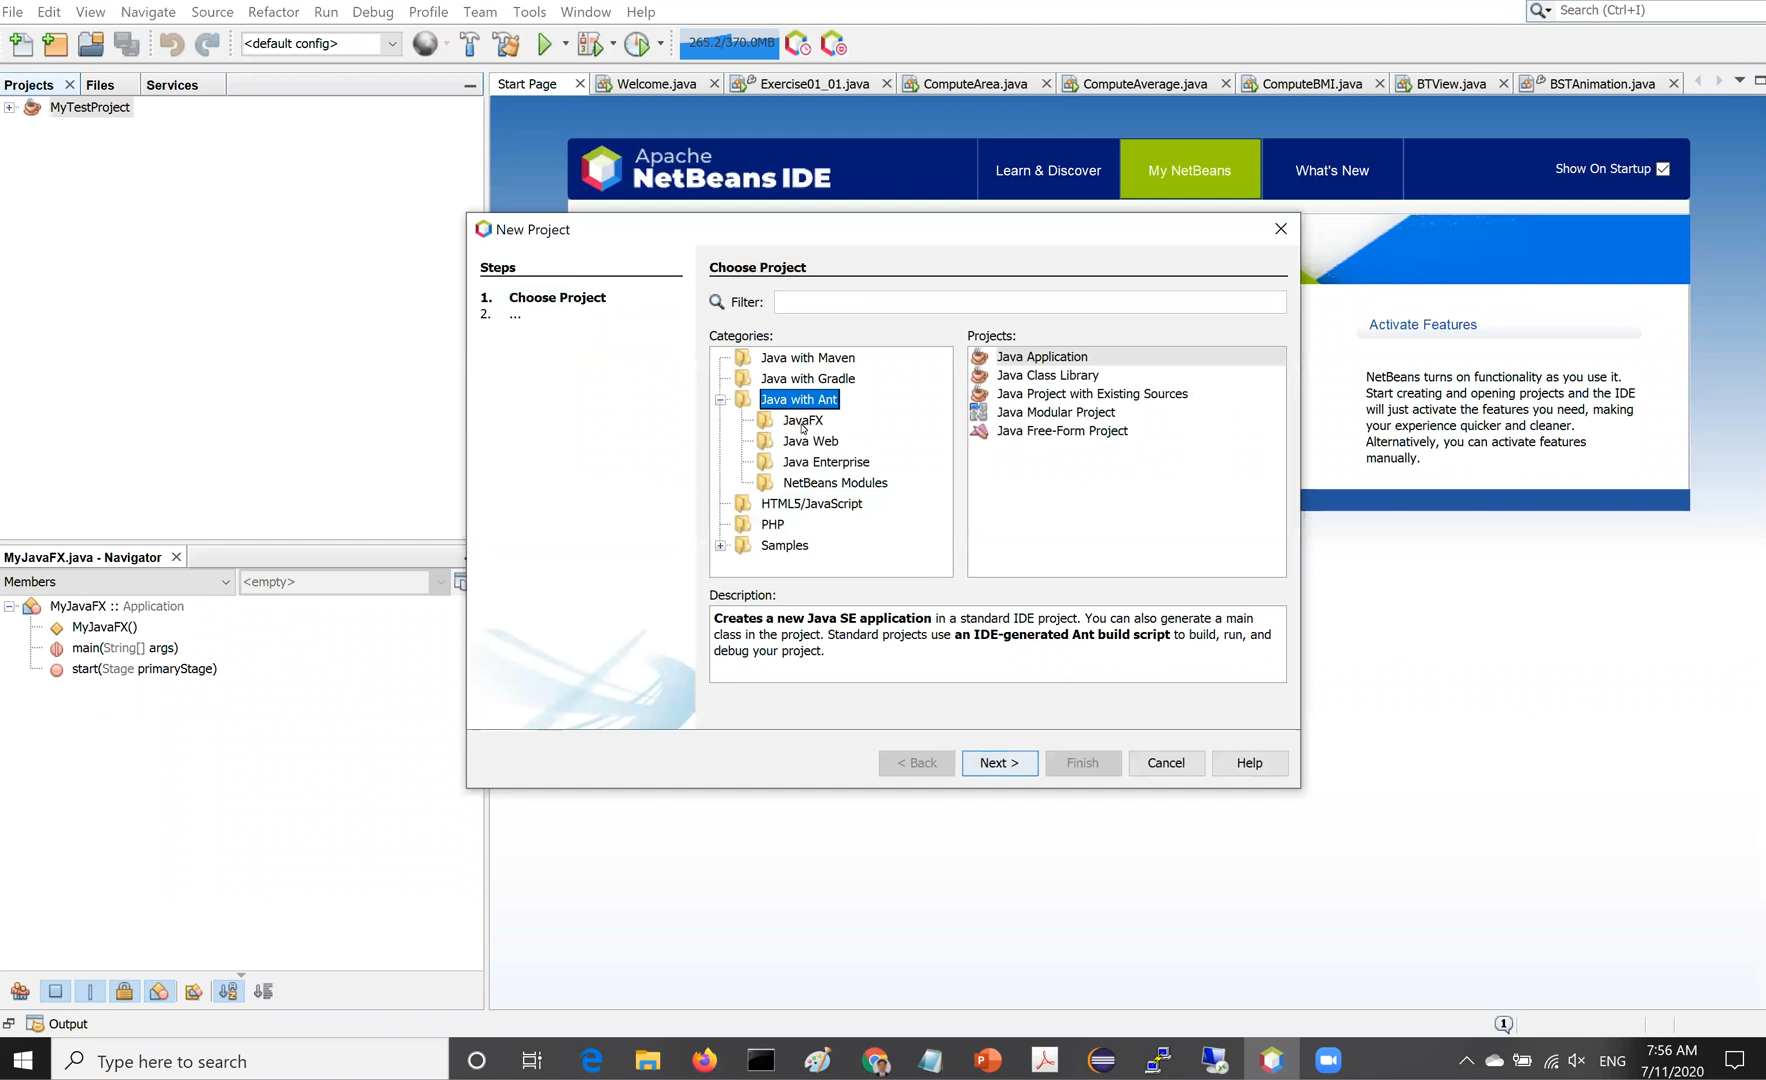 File Edit View Navigate Source Refactor Run Debug Profile Team Tools Window Help
Search (Ctrl+I)
<default config>
265.2/370.0MB
Projects Files Services
Start Page Welcome.java Exercise01_01.java ComputeArea.java ComputeAverage.java ComputeBMI.java BTView.java BSTAnimation.java
MyTestProject
Apache
NetBeans IDE
Learn & Discover
My NetBeans
What's New
Show On Startup
New Project
Steps
1. Choose Project
2. ...
Choose Project
Filter:
Categories:
Java with Maven
Java with Gradle
Java with Ant
JavaFX
Java Web
Java Enterprise
NetBeans Modules
HTML5/JavaScript
PHP
Samples
Projects:
Java Application
Java Class Library
Java Project with Existing Sources
Java Modular Project
Java Free-Form Project
Description:
Creates a new Java SE application in a standard IDE project. You can also generate a main
class in the project. Standard projects use an IDE-generated Ant build script to build, run, and
debug your project.
< Back
Next >
Finish
Cancel
Help
Activate Features
NetBeans turns on functionality as you use it.
Start creating and opening projects and the IDE
will just activate the features you need, making
your experience quicker and cleaner.
Alternatively, you can activate features
manually.
MyJavaFX.java - Navigator
Members
<empty>
MyJavaFX :: Application
MyJavaFX()
main(String[] args)
start(Stage primaryStage)
Output
1
Type here to search
ENG
7:56 AM
7/11/2020